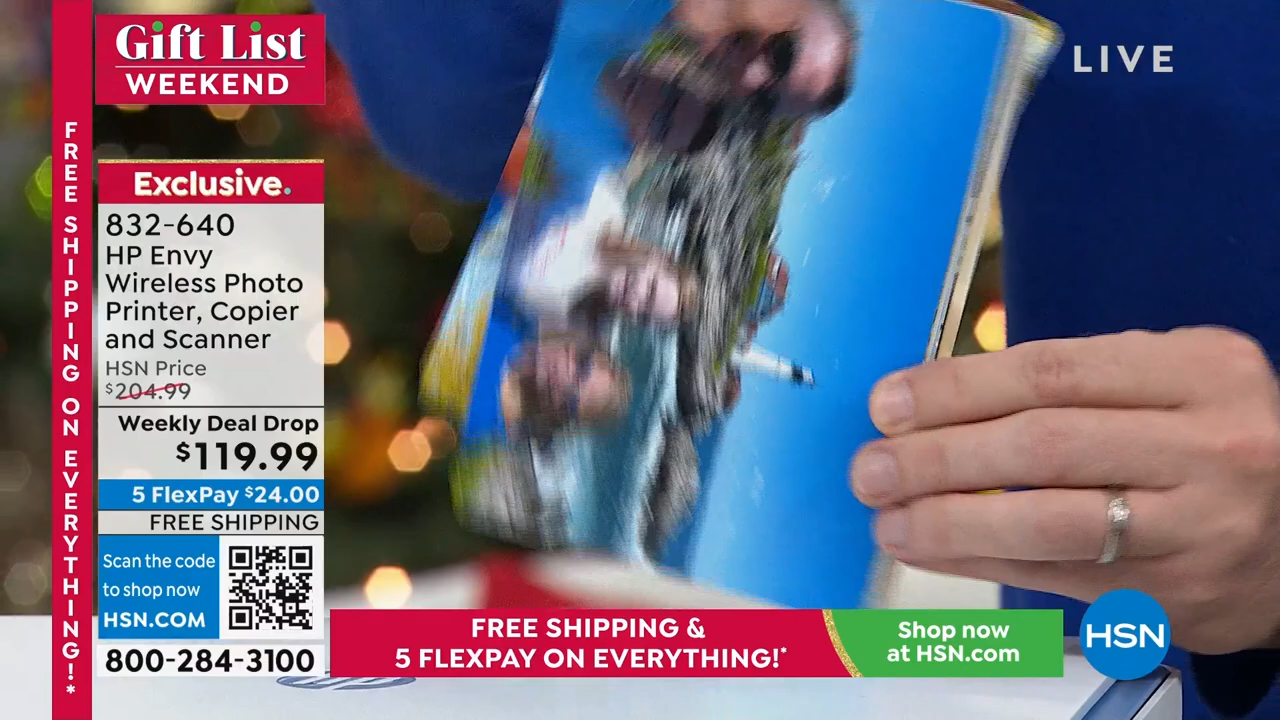 Gift List
WEEKEND
LIVE
FREE SHIPPING ON EVERYTHING!*
Exclusive.
832-640
HP Envy
Wireless Photo
Printer, Copier
and Scanner
HSN Price
$204.99
Weekly Deal Drop
$119.99
5 FlexPay $24.00
FREE SHIPPING
Scan the code
to shop now
HSN.COM
800-284-3100
FREE SHIPPING &
5 FLEXPAY ON EVERYTHING!*
Shop now
at HSN.com
HSN
hp